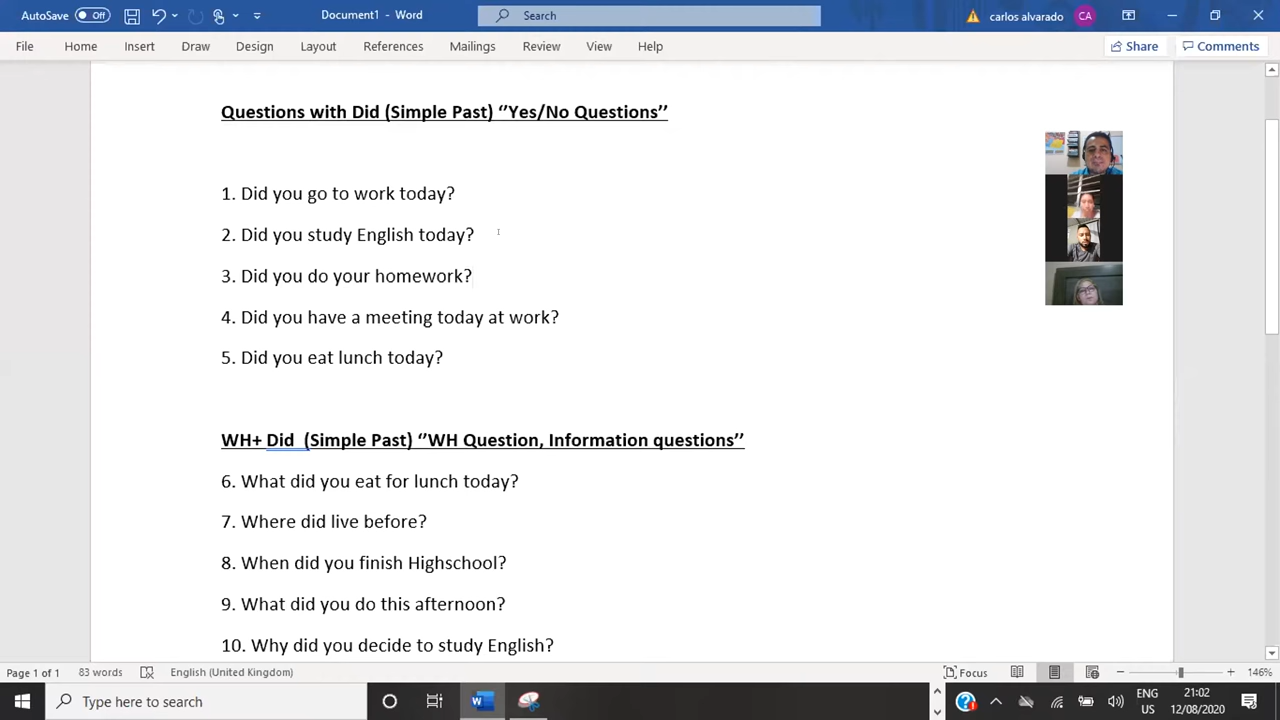 AutoSave Off Document1 - Word Search carlos alvarado CA
File Home Insert Draw Design Layout References Mailings Review View Help Share Comments
Questions with Did (Simple Past) ‘’Yes/No Questions’’
1. Did you go to work today?
2. Did you study English today?
3. Did you do your homework?
4. Did you have a meeting today at work?
5. Did you eat lunch today?
WH+ Did  (Simple Past) ‘’WH Question, Information questions’’
6. What did you eat for lunch today?
7. Where did live before?
8. When did you finish Highschool?
9. What did you do this afternoon?
10. Why did you decide to study English?
Page 1 of 1 83 words English (United Kingdom) Focus 146%
Type here to search ENG 21:02
US 12/08/2020